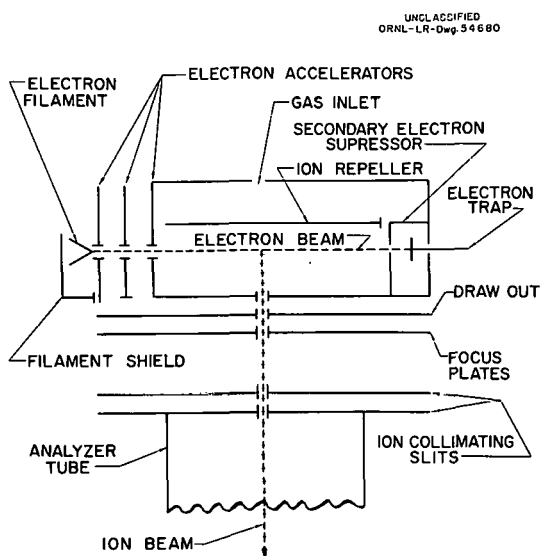 UNCLASSIFIED
ORNL-LR-Dwg. 54680
ELECTRON
FILAMENT
ELECTRON ACCELERATORS
GAS INLET
SECONDARY ELECTRON
SUPRESSOR
ION REPELLER
ELECTRON
TRAP
ELECTRON BEAM
DRAW OUT
FILAMENT SHIELD
FOCUS
PLATES
ANALYZER
TUBE
ION COLLIMATING
SLITS
ION BEAM